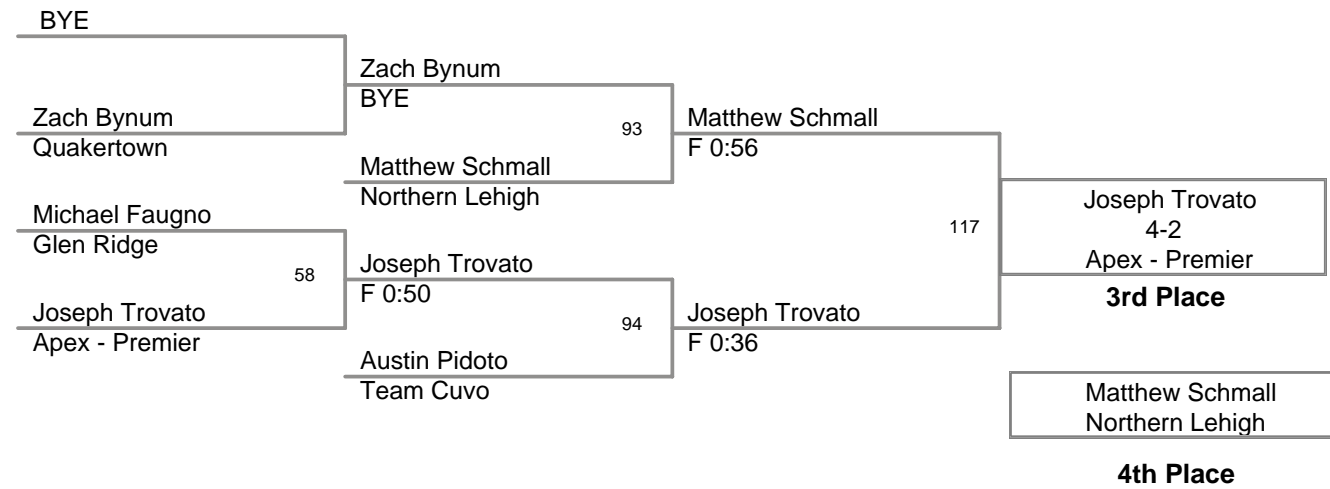 BYE
Zach Bynum
Quakertown
Michael Faugno
Glen Ridge
58
Joseph Trovato
Apex - Premier
Zach Bynum
BYE
93
Matthew Schmall
Northern Lehigh
Joseph Trovato
F 0:50
94
Austin Pidoto
Team Cuvo
Matthew Schmall
F 0:56
117
Joseph Trovato
F 0:36
Joseph Trovato
4-2
Apex - Premier
3rd Place
Matthew Schmall
Northern Lehigh
4th Place